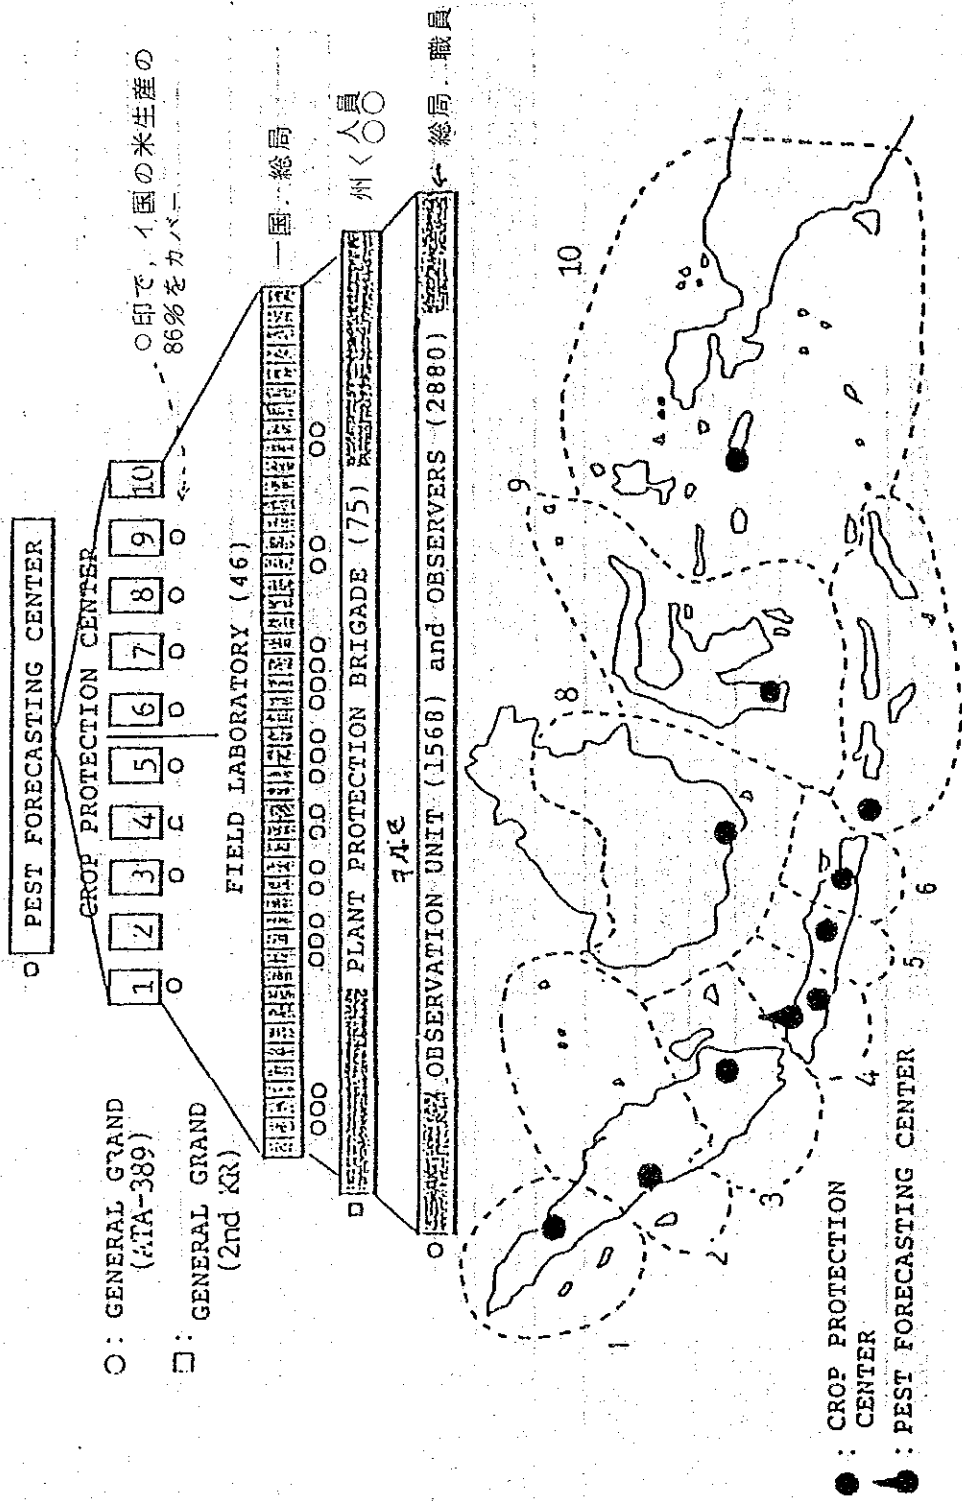 ○ PEST FORECASTING CENTER
CROP PROTECTION CENTER
1 2 3 4 5 6 7 8 9 10
○印で,イ国の米生産の
86%をカバー
○: GENERAL GRAND
(ATA-389)
□: GENERAL GRAND
(2nd KR)
FIELD LABORATORY (46)
国.総局
□ PLANT PROTECTION BRIGADE (75)
州く人員
○○
○ OBSERVATION UNIT (1568) and OBSERVERS (2880)
← 総局.職員
1
2
3
4
5
6
8
9
10
●: CROP PROTECTION
CENTER
: PEST FORECASTING CENTER